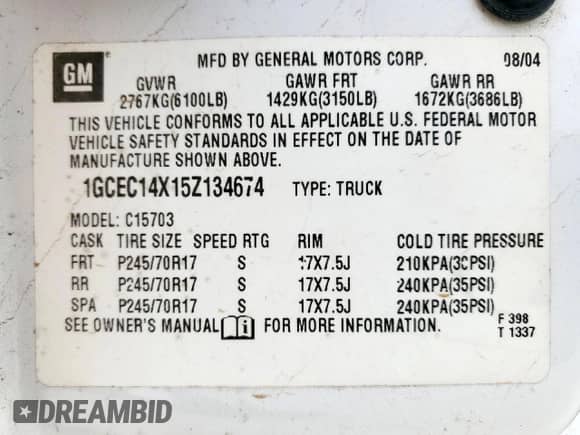 GM
MFD BY GENERAL MOTORS CORP. 08/04
GVWR GAWR FRT GAWR RR
2767KG(6100LB) 1429KG(3150LB) 1672KG(3686LB)
THIS VEHICLE CONFORMS TO ALL APPLICABLE U.S. FEDERAL MOTOR
VEHICLE SAFETY STANDARDS IN EFFECT ON THE DATE OF
MANUFACTURE SHOWN ABOVE.
1GCEC14X15Z134674 TYPE: TRUCK
MODEL: C15703
CASK TIRE SIZE SPEED RTG RIM COLD TIRE PRESSURE
FRT P245/70R17 S 17X7.5J 210KPA(30PSI)
RR P245/70R17 S 17X7.5J 240KPA(35PSI)
SPA P245/70R17 S 17X7.5J 240KPA(35PSI)
SEE OWNER'S MANUAL i FOR MORE INFORMATION.
F 398
T 1337
DREAMBID